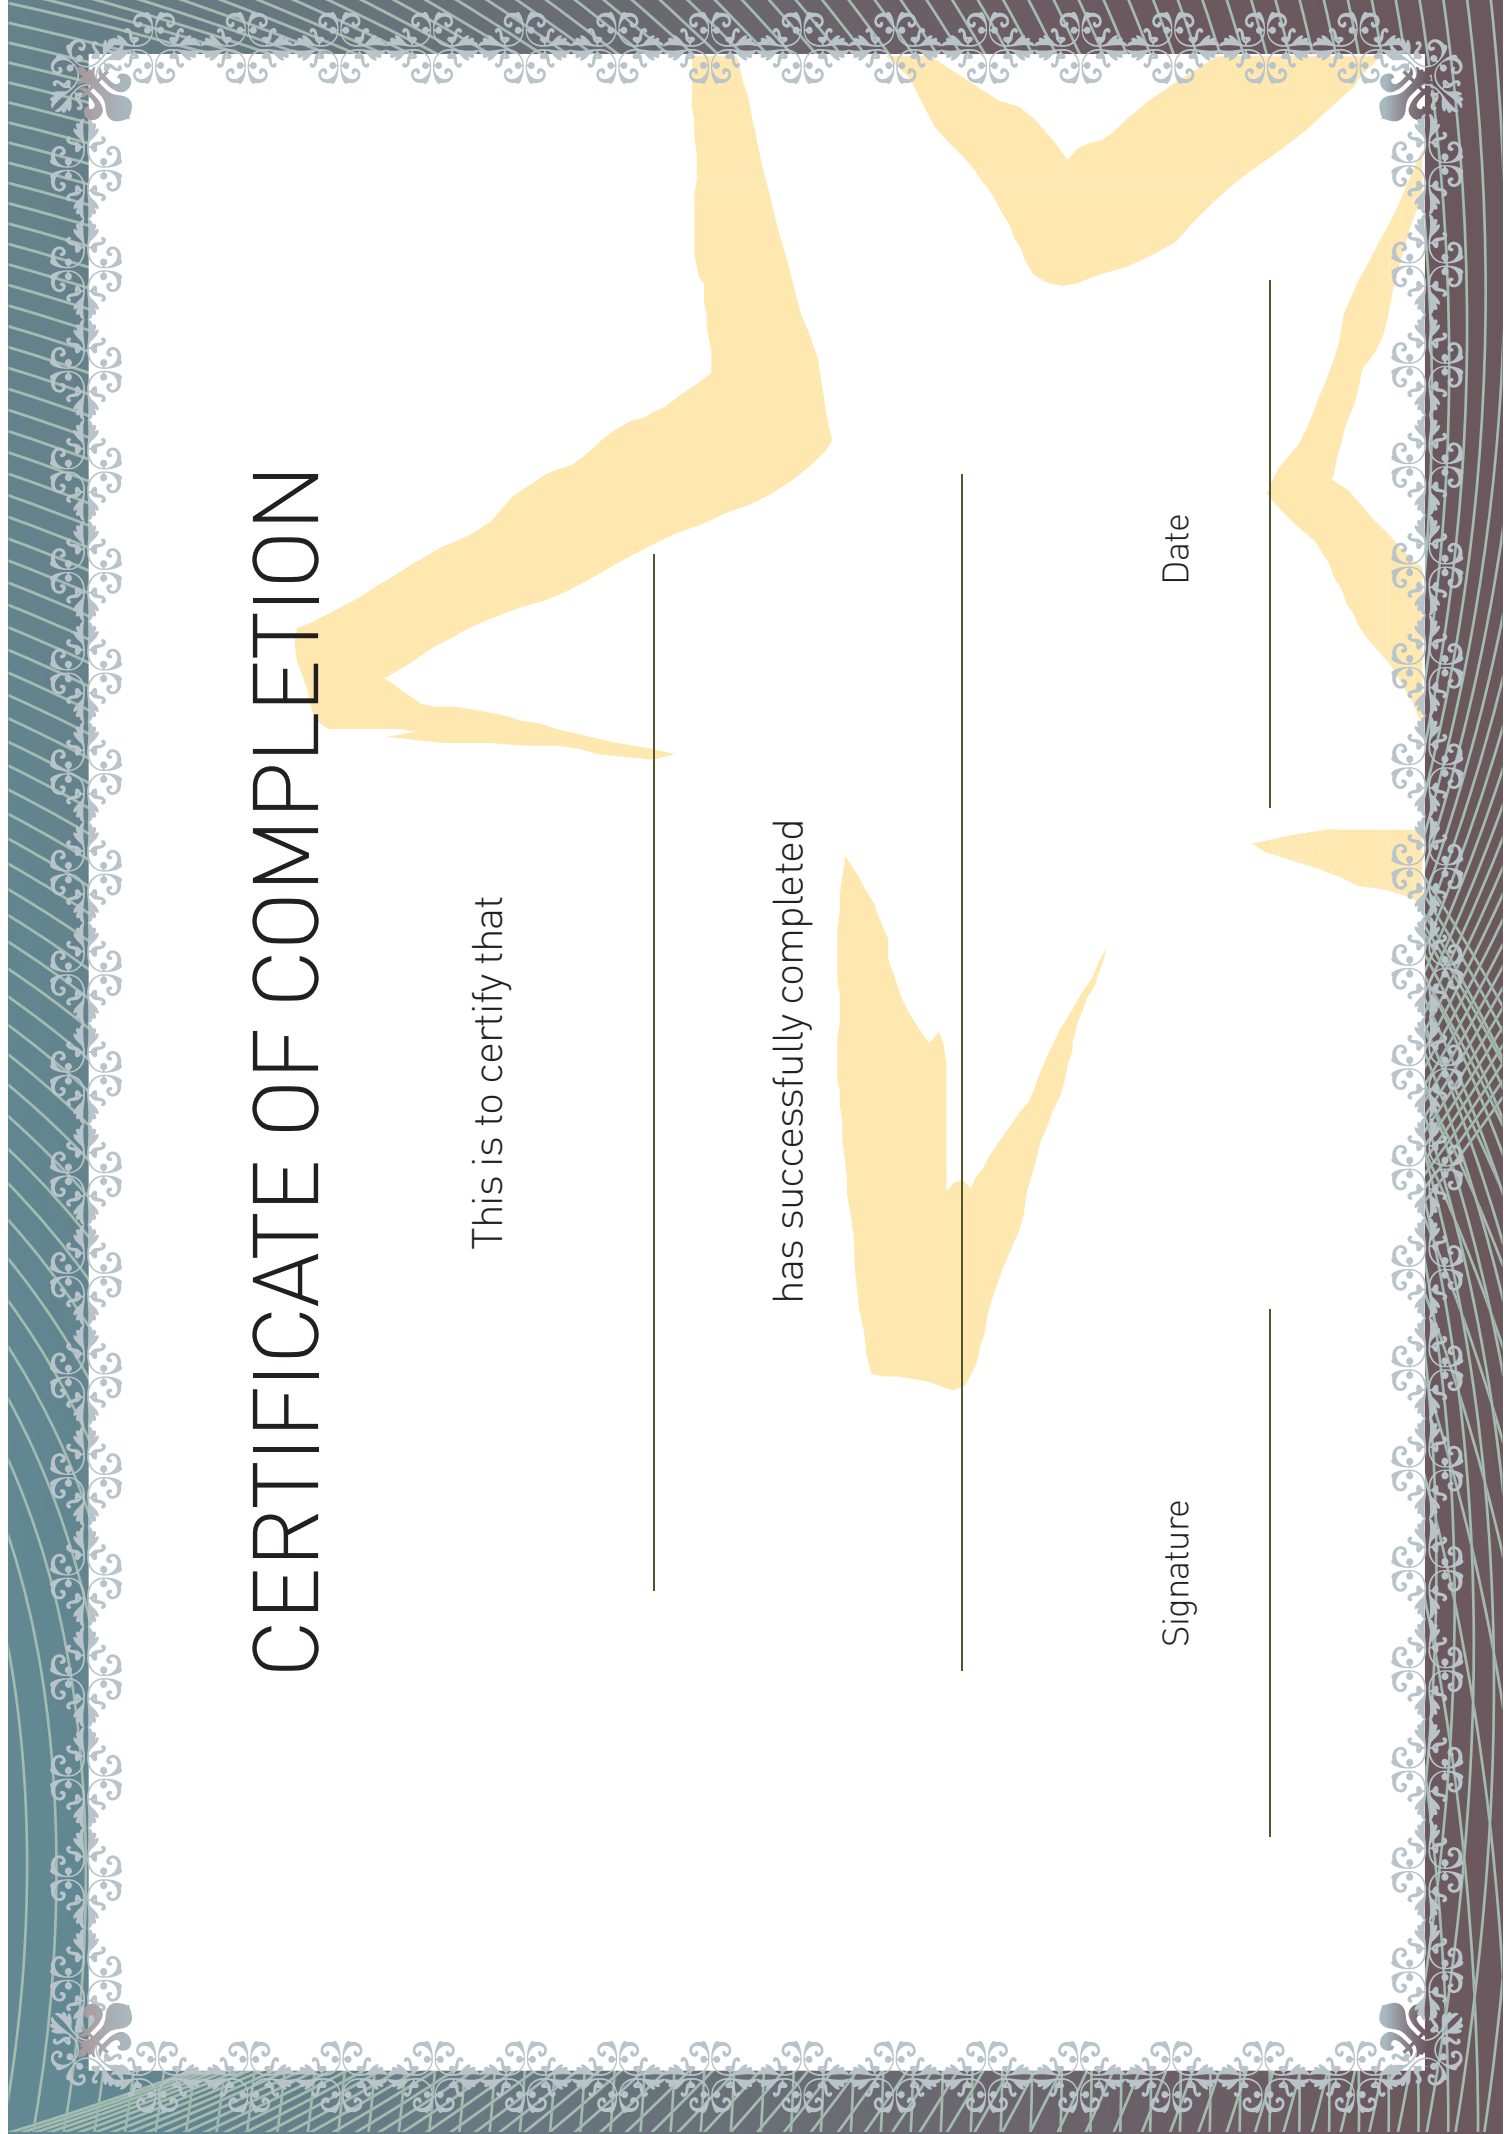 CERTIFICATE OF COMPLETION
This is to certify that
has successfully completed
Signature
Date